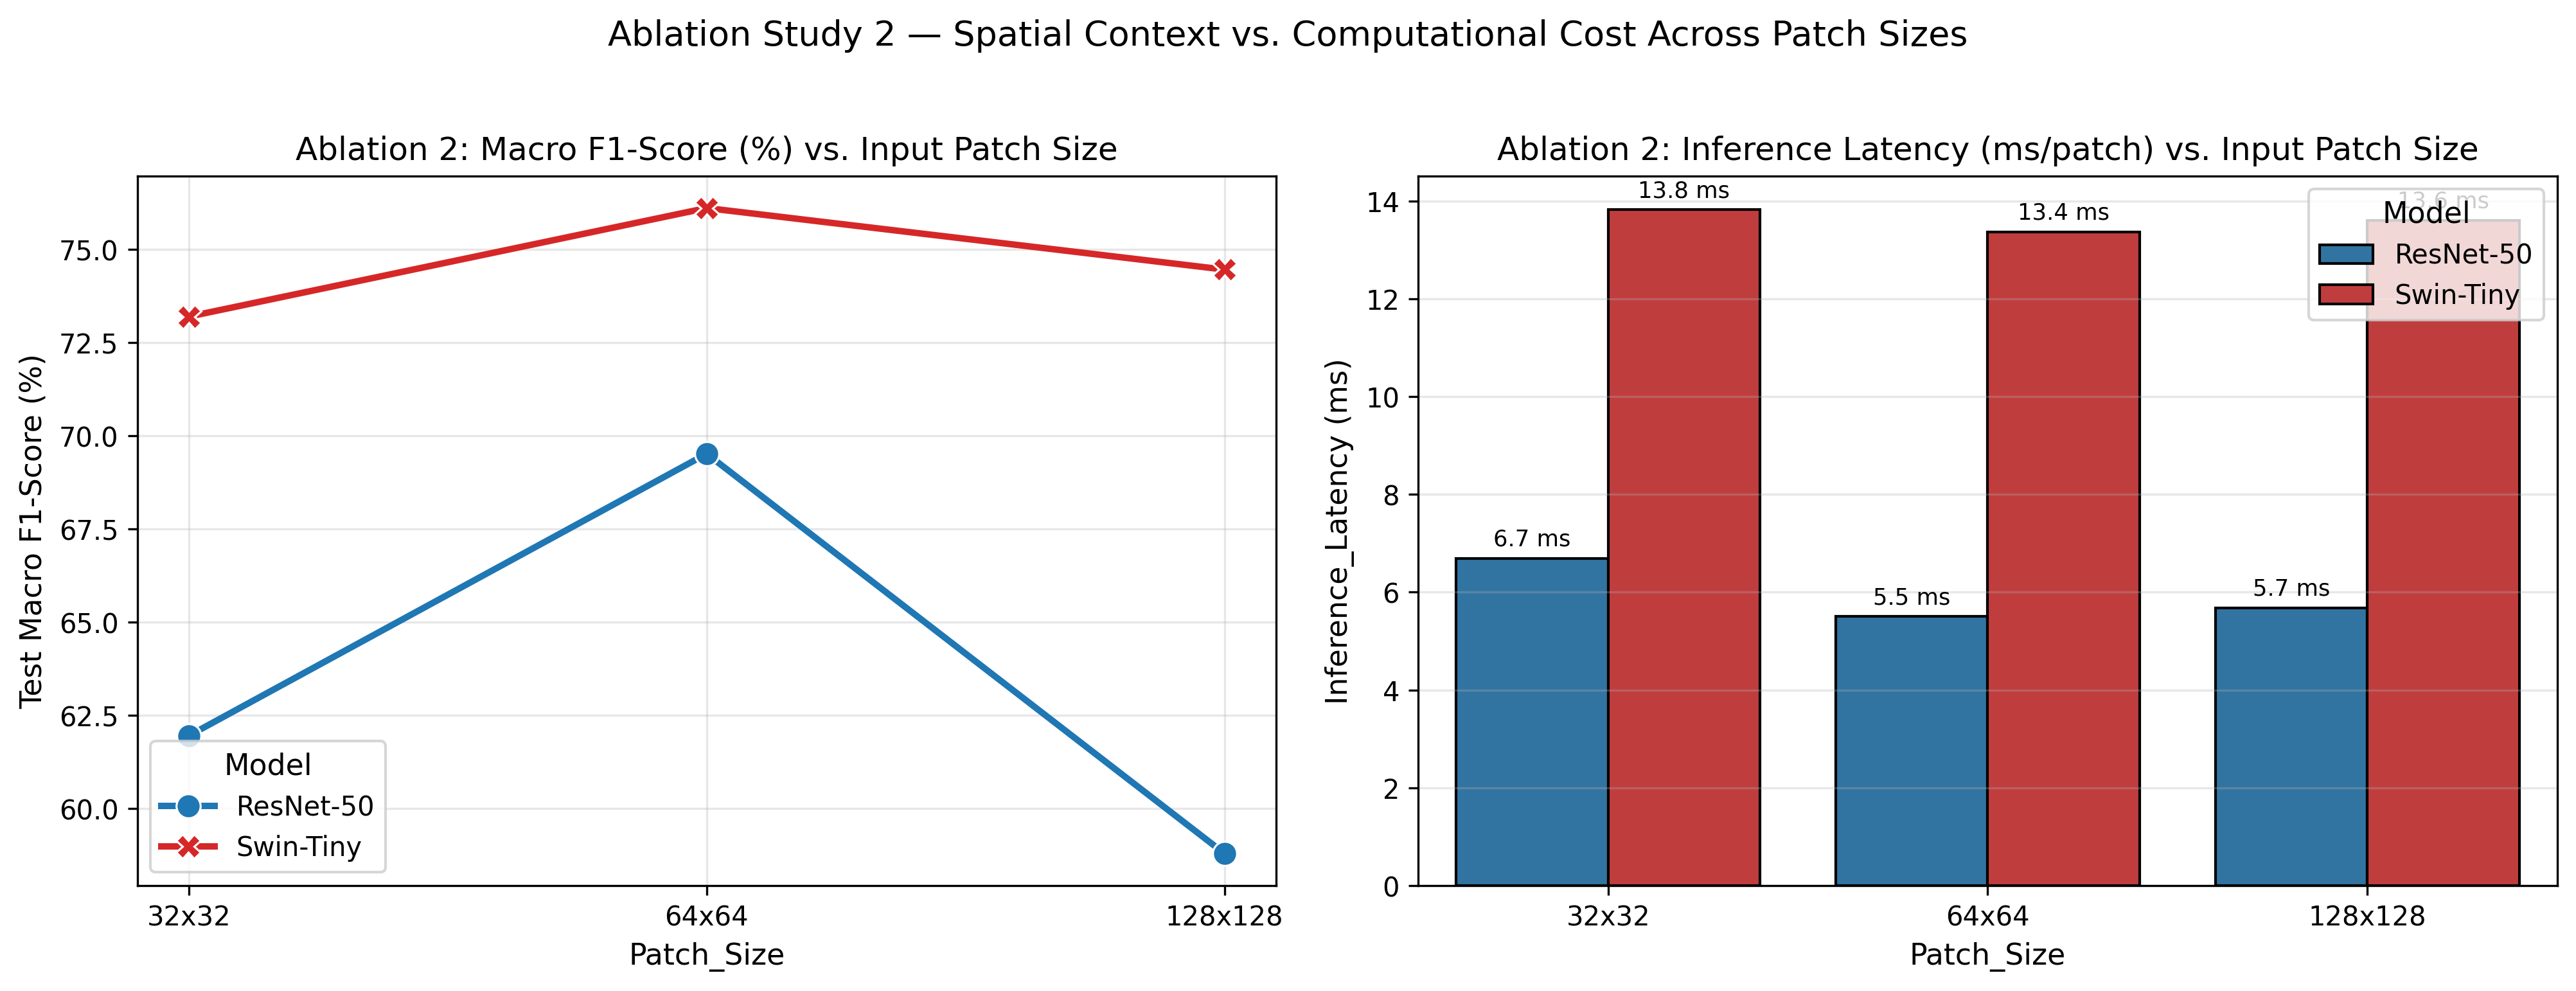 Ablation Study 2 — Spatial Context vs. Computational Cost Across Patch Sizes
Ablation 2: Macro F1-Score (%) vs. Input Patch Size
Test Macro F1-Score (%)
75.0
72.5
70.0
67.5
65.0
62.5
60.0
Model
ResNet-50
Swin-Tiny
32x32
64x64
128x128
Patch_Size
Ablation 2: Inference Latency (ms/patch) vs. Input Patch Size
Inference_Latency (ms)
14
12
10
8
6
4
2
0
13.8 ms
13.4 ms
13.6 ms
6.7 ms
5.5 ms
5.7 ms
Model
ResNet-50
Swin-Tiny
32x32
64x64
128x128
Patch_Size